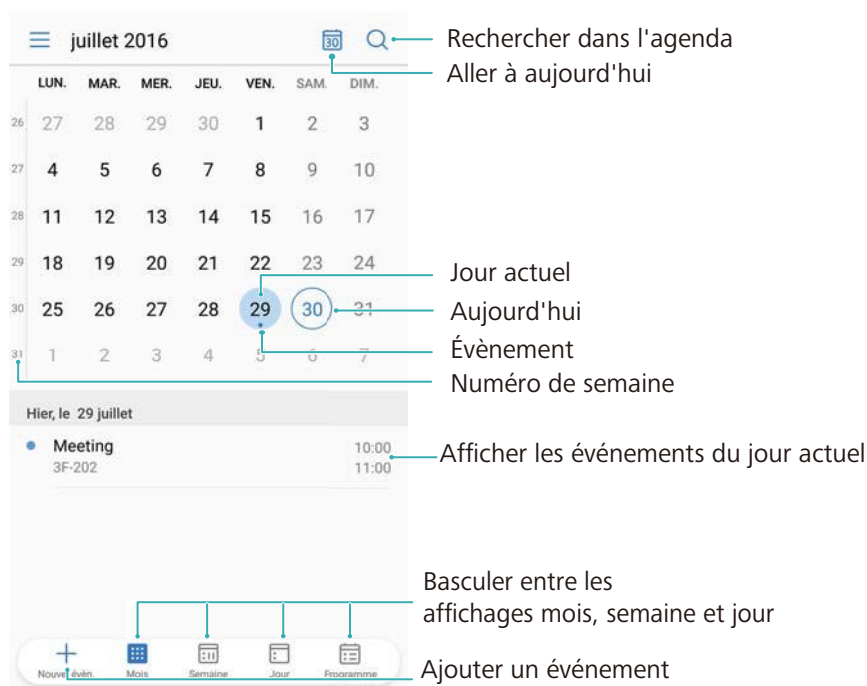 juillet 2016 30 Rechercher dans l'agenda
Aller à aujourd'hui
LUN. MAR. MER. JEU. VEN. SAM. DIM.
26 27 28 29 30 1 2 3
27 4 5 6 7 8 9 10
28 11 12 13 14 15 16 17
29 18 19 20 21 22 23 24
Jour actuel
30 25 26 27 28 29 30 31 Aujourd'hui
Évènement
31 1 2 3 4 5 6 7
Numéro de semaine
Hier, le 29 juillet
Meeting 10:00
Afficher les événements du jour actuel
3F-202 11:00
Basculer entre les
affichages mois, semaine et jour
Nouvel évèn. Mois Semaine Jour Programme
Ajouter un événement